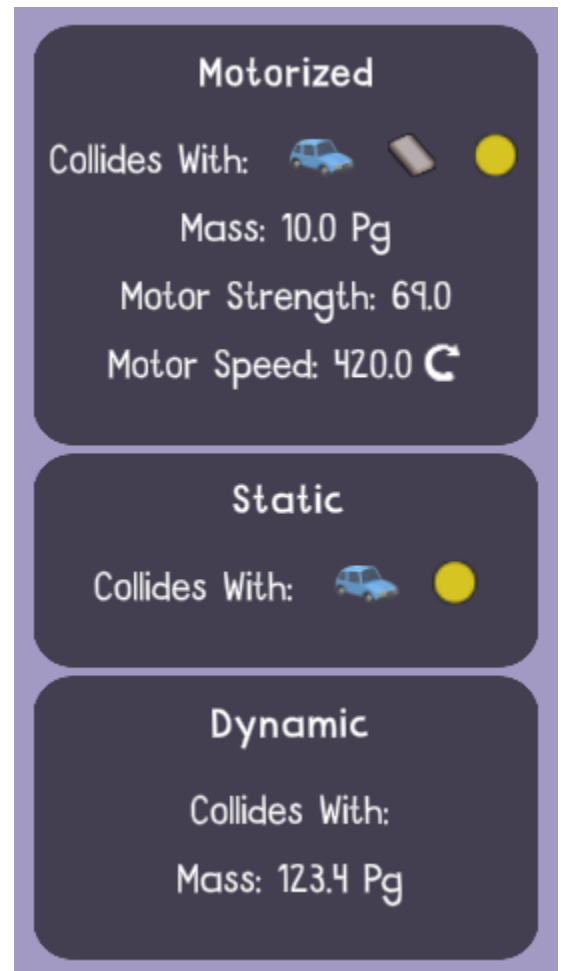 Motorized
Collides With:
Mass: 10.0 Pg
Motor Strength: 69.0
Motor Speed: 420.0
Static
Collides With:
Dynamic
Collides With:
Mass: 123.4 Pg